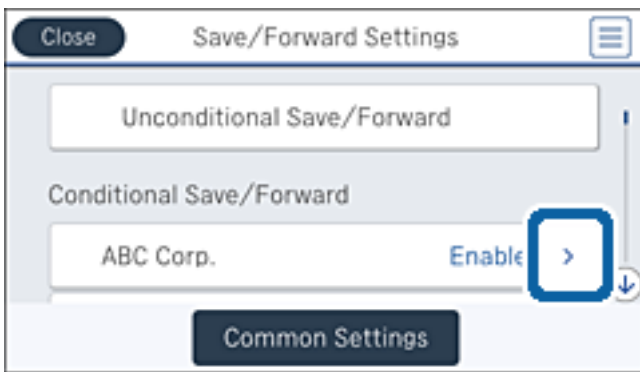 Close Save/Forward Settings
Unconditional Save/Forward
Conditional Save/Forward
ABC Corp. Enable
Common Settings